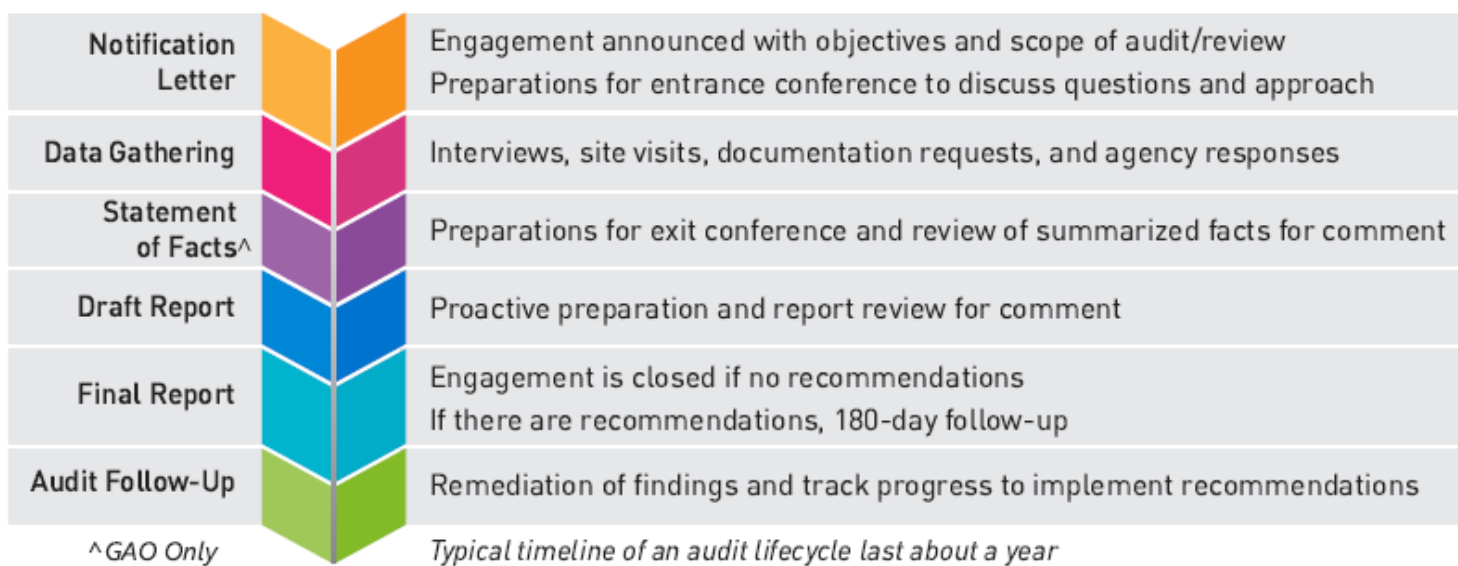 Notification
Letter
Engagement announced with objectives and scope of audit/review
Preparations for entrance conference to discuss questions and approach
Data Gathering
Interviews, site visits, documentation requests, and agency responses
Statement
of Facts^
Preparations for exit conference and review of summarized facts for comment
Draft Report
Proactive preparation and report review for comment
Final Report
Engagement is closed if no recommendations
If there are recommendations, 180-day follow-up
Audit Follow-Up
Remediation of findings and track progress to implement recommendations
^GAO Only
Typical timeline of an audit lifecycle last about a year